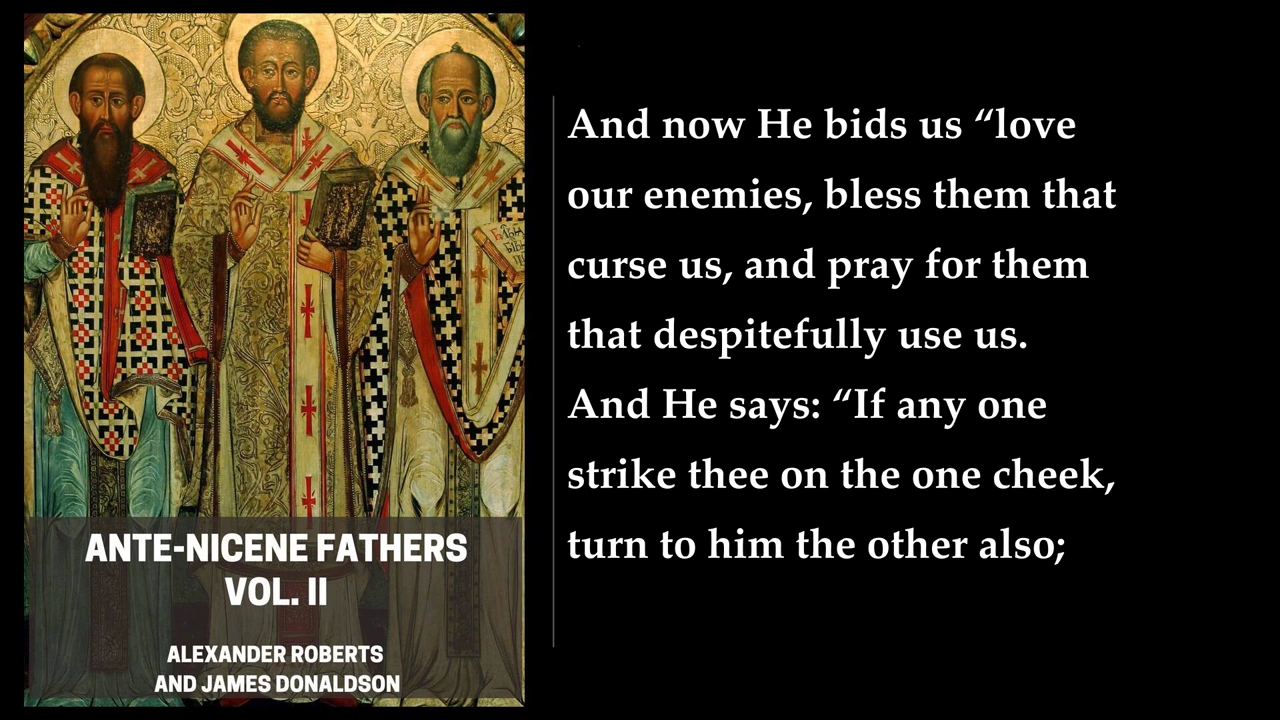 And now He bids us “love
our enemies, bless them that
curse us, and pray for them
that despitefully use us.
And He says: “If any one
strike thee on the one cheek,
turn to him the other also;
ANTE-NICENE FATHERS
VOL. II
ALEXANDER ROBERTS
AND JAMES DONALDSON